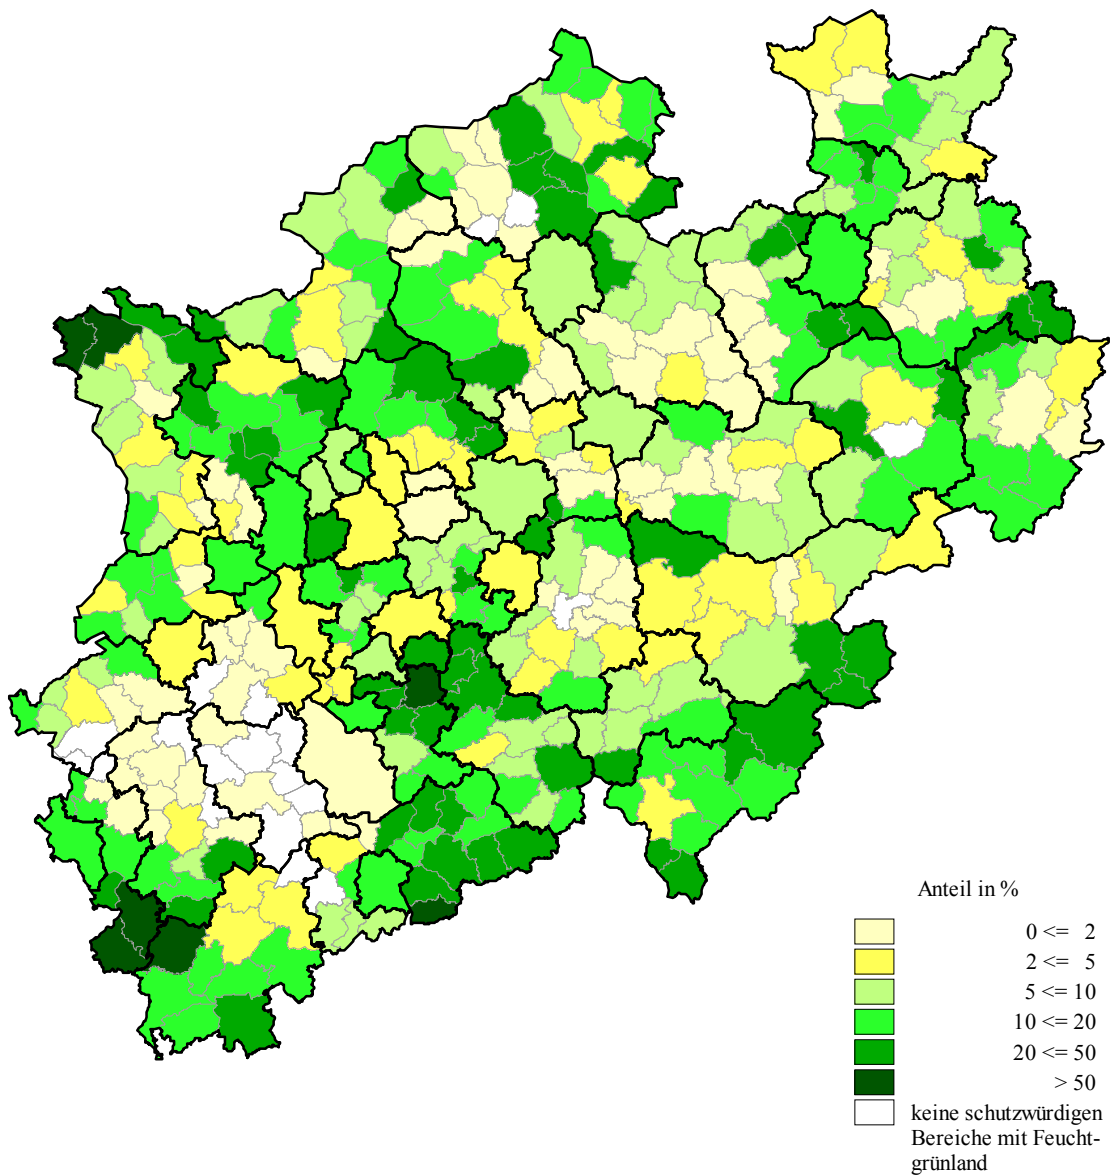 Anteil in %
0 <= 2
2 <= 5
5 <= 10
10 <= 20
20 <= 50
> 50
keine schutzwürdigen
Bereiche mit Feucht-
grünland